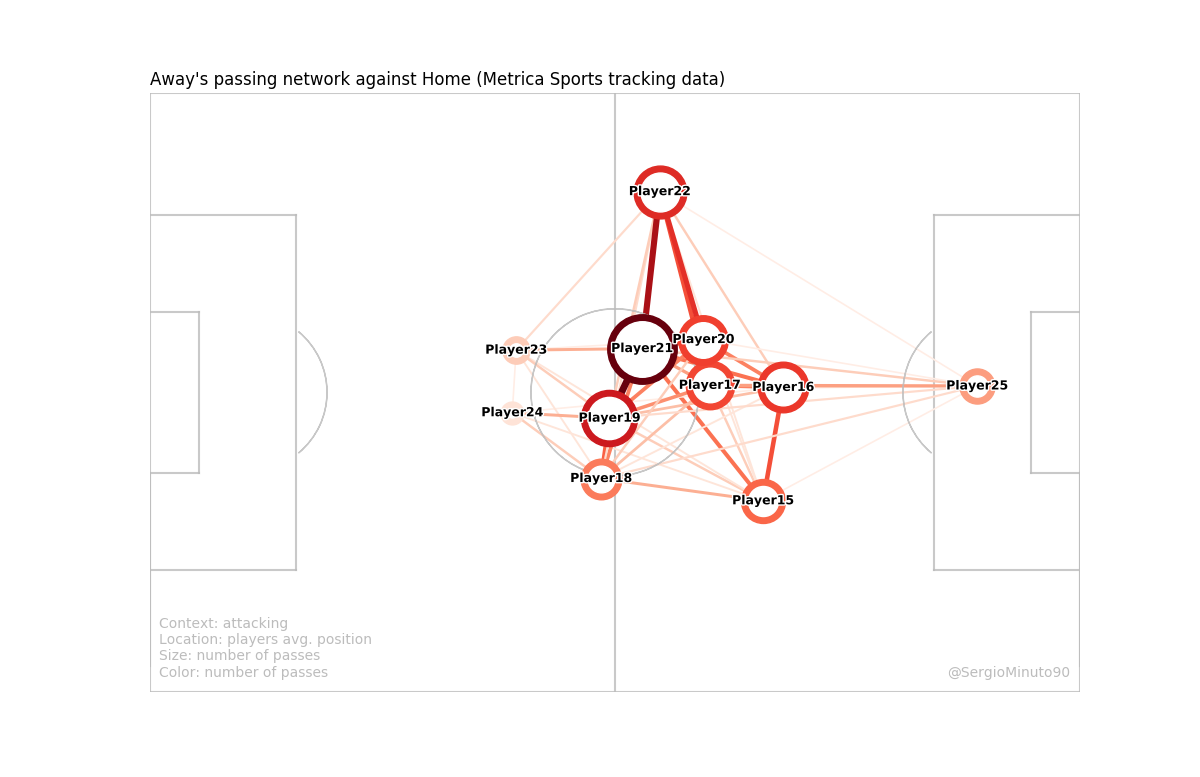 Away's passing network against Home (Metrica Sports tracking data)
Player22
Player20
Player21
Player23
Player17
Player16
Player25
Player24
Player19
Player18
Player15
Context: attacking
Location: players avg. position
Size: number of passes
Color: number of passes
@SergioMinuto90